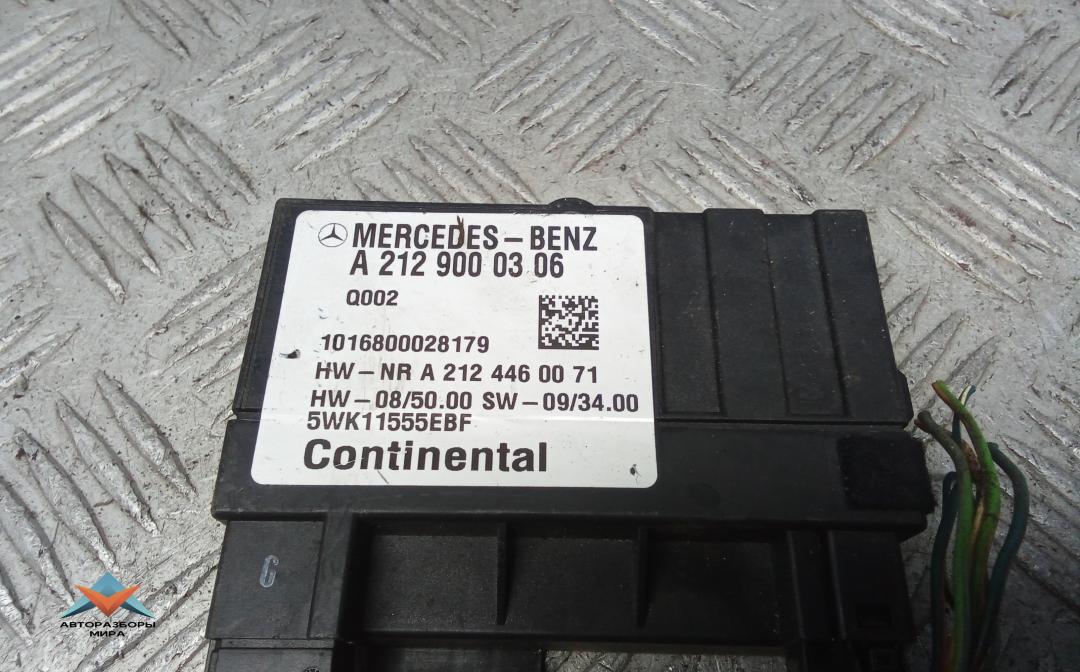 MERCEDES-BENZ
A 212 900 03 06
Q002
1016800028179
HW-NR A 212 446 00 71
HW-08/50.00 SW-09/34.00
5WK11555EBF
Continental
G
АВТОРАЗБОРЫ
МИРА